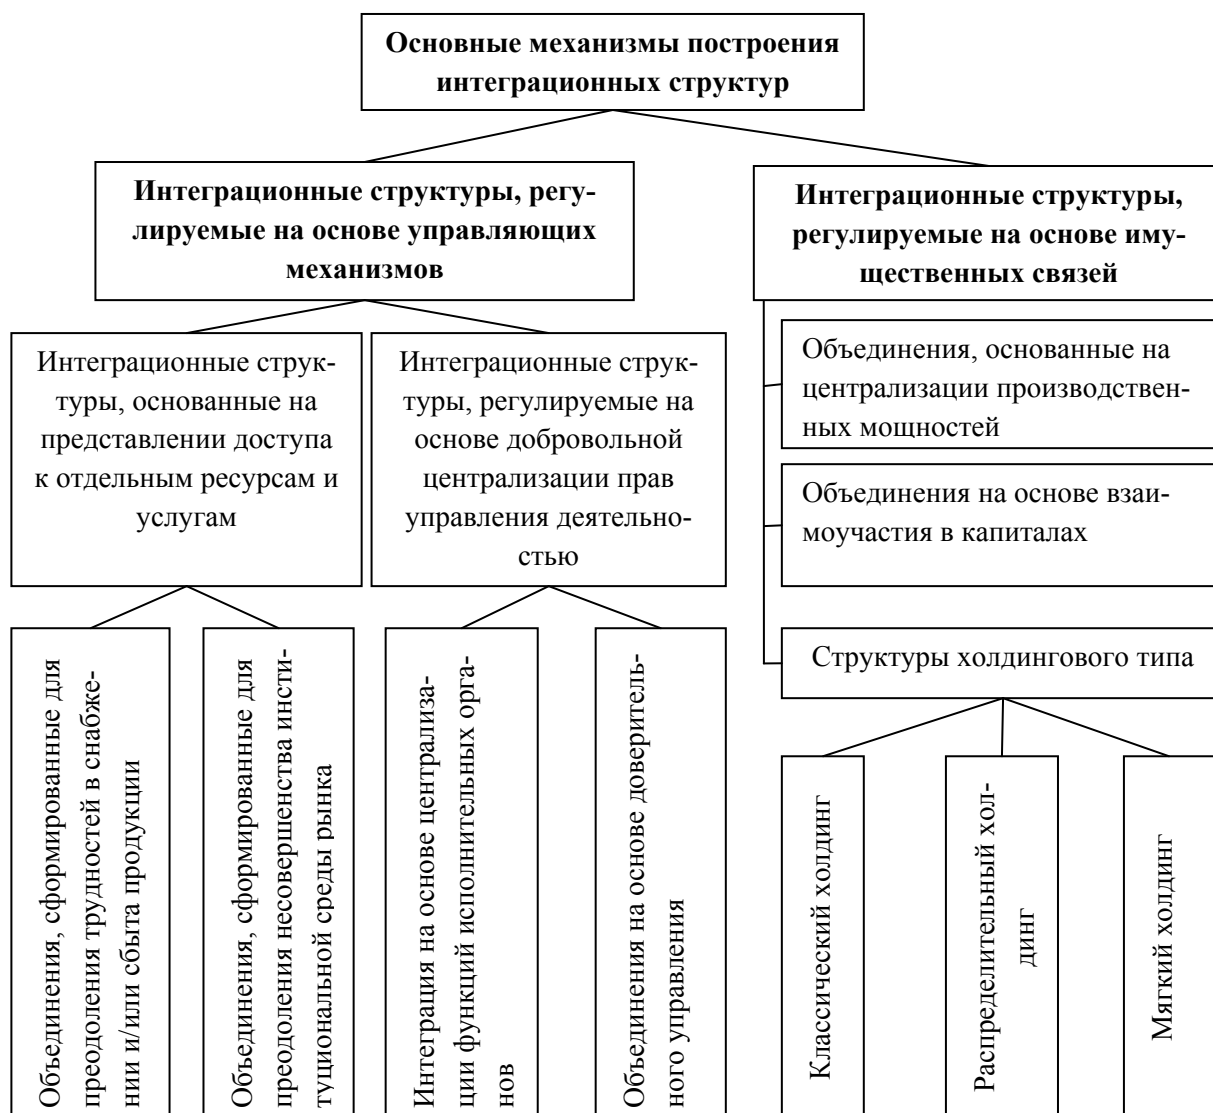 Основные механизмы построения
интеграционных структур
Интеграционные структуры, регу-
лируемые на основе управляющих
механизмов
Интеграционные структуры,
регулируемые на основе иму-
щественных связей
Интеграционные струк-
туры, основанные на
представлении доступа
к отдельным ресурсам и
услугам
Интеграционные струк-
туры, регулируемые на
основе добровольной
централизации прав
управления деятельно-
стью
Объединения, основанные на
централизации производствен-
ных мощностей
Объединения на основе взаи-
моучастия в капиталах
Структуры холдингового типа
Объединения, сформированные для
преодоления трудностей в снабже-
нии и/или сбыта продукции
Объединения, сформированные для
преодоления несовершенства инсти-
туциональной среды рынка
Интеграция на основе централиза-
ции функций исполнительных орга-
нов
Объединения на основе доверитель-
ного управления
Классический холдинг
Распределительный хол-
динг
Мягкий холдинг